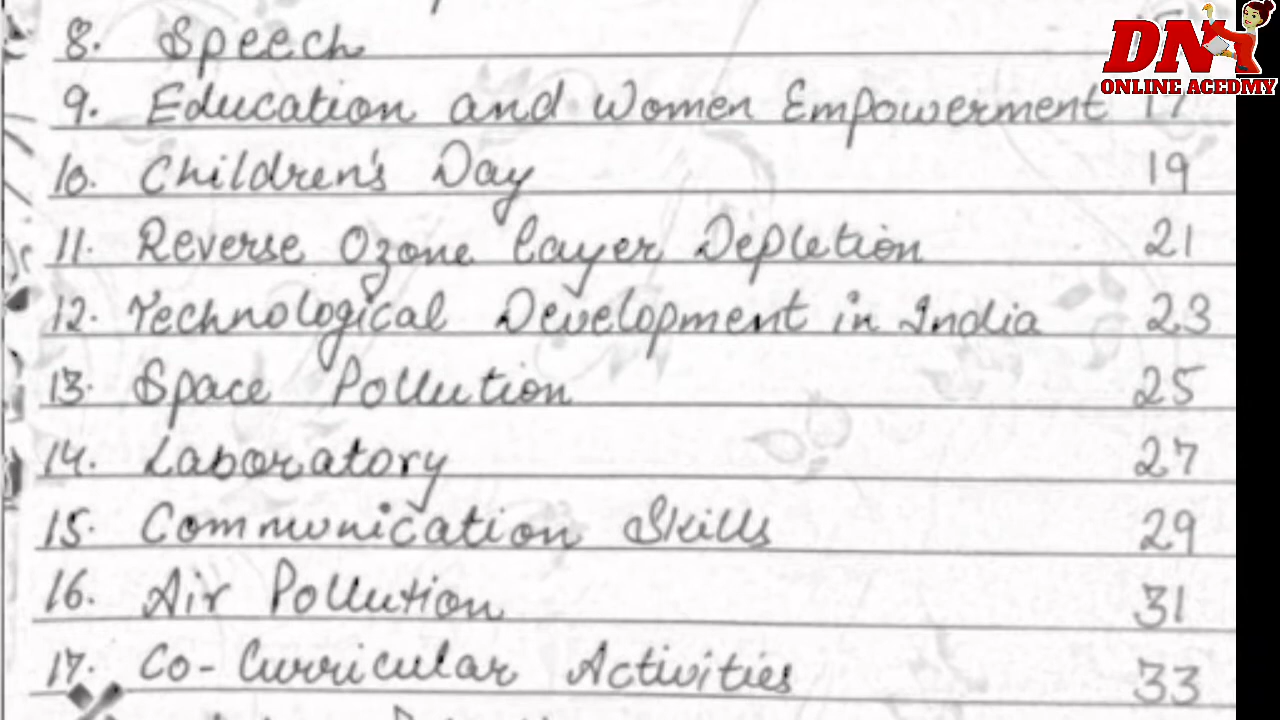 8. Speech
9. Education and Women Empowerment 17
10. Children's Day 19
11. Reverse Ozone layer Depletion 21
12. Technological Development in India 23
13. Space Pollution 25
14. Laboratory 27
15. Communication Skills 29
16. Air Pollution 31
17. Co-Curricular Activities 33
DNA
ONLINE ACEDMY